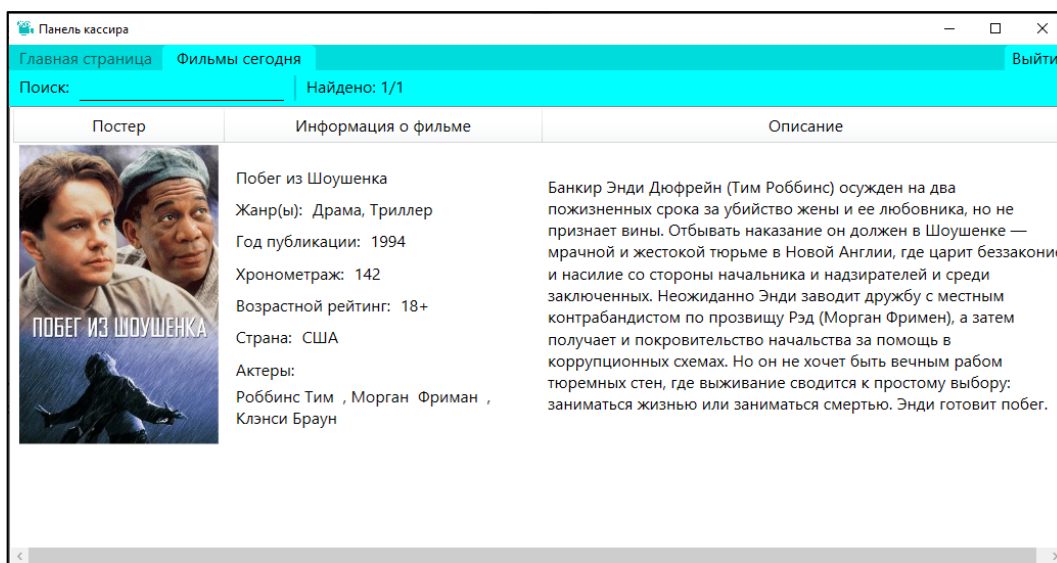 Панель кассира
Главная страница Фильмы сегодня Выйти
Поиск: Найдено: 1/1
Постер Информация о фильме Описание
ПОБЕГ ИЗ ШОУШЕНКА
Побег из Шоушенка
Жанр(ы): Драма, Триллер
Год публикации: 1994
Хронометраж: 142
Возрастной рейтинг: 18+
Страна: США
Актеры:
Роббинс Тим , Морган Фриман ,
Клэнси Браун
Банкир Энди Дюфрейн (Тим Роббинс) осужден на два
пожизненных срока за убийство жены и ее любовника, но не
признает вины. Отбывать наказание он должен в Шоушенке —
мрачной и жестокой тюрьме в Новой Англии, где царит беззаконие
и насилие со стороны начальника и надзирателей и среди
заключенных. Неожиданно Энди заводит дружбу с местным
контрабандистом по прозвищу Рэд (Морган Фримен), а затем
получает и покровительство начальства за помощь в
коррупционных схемах. Но он не хочет быть вечным рабом
тюремных стен, где выживание сводится к простому выбору:
заниматься жизнью или заниматься смертью. Энди готовит побег.